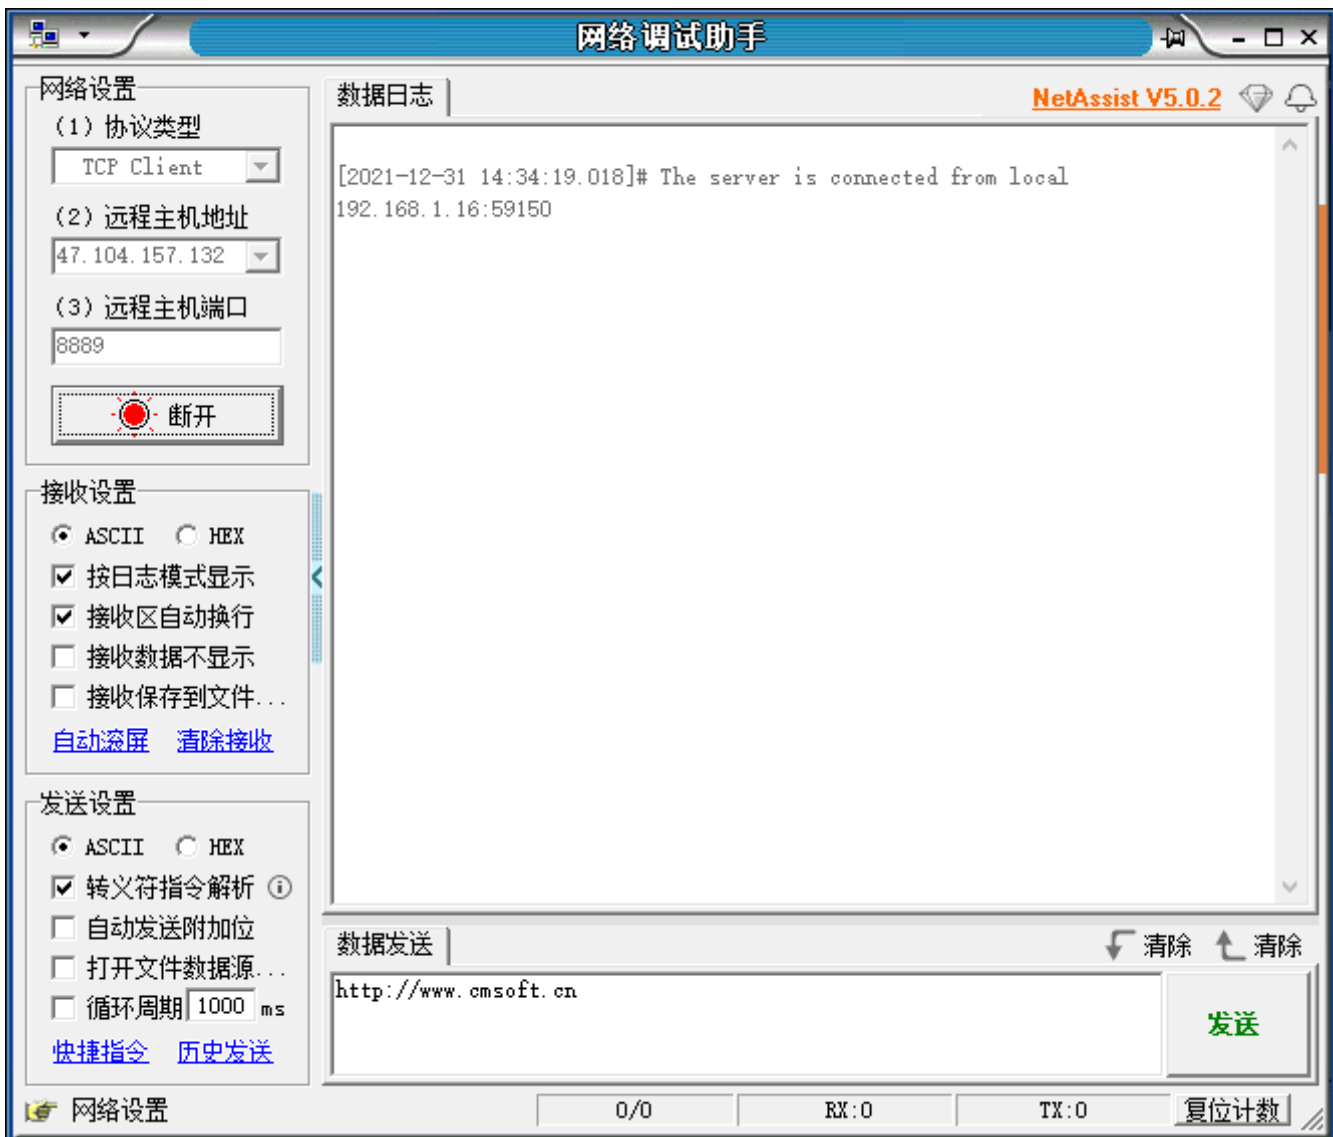 网络调试助手
网络设置
(1) 协议类型
TCP Client
(2) 远程主机地址
47.104.157.132
(3) 远程主机端口
8889
断开
接收设置
ASCII HEX
按日志模式显示
接收区自动换行
接收数据不显示
接收保存到文件...
自动滚屏 清除接收
发送设置
ASCII HEX
转义符指令解析
自动发送附加位
打开文件数据源...
循环周期 1000 ms
快捷指令 历史发送
数据日志 NetAssist V5.0.2
[2021-12-31 14:34:19.018]# The server is connected from local
192.168.1.16:59150
数据发送 清除 清除
http://www.cmsoft.cn
发送
网络设置 0/0 RX:0 TX:0 复位计数